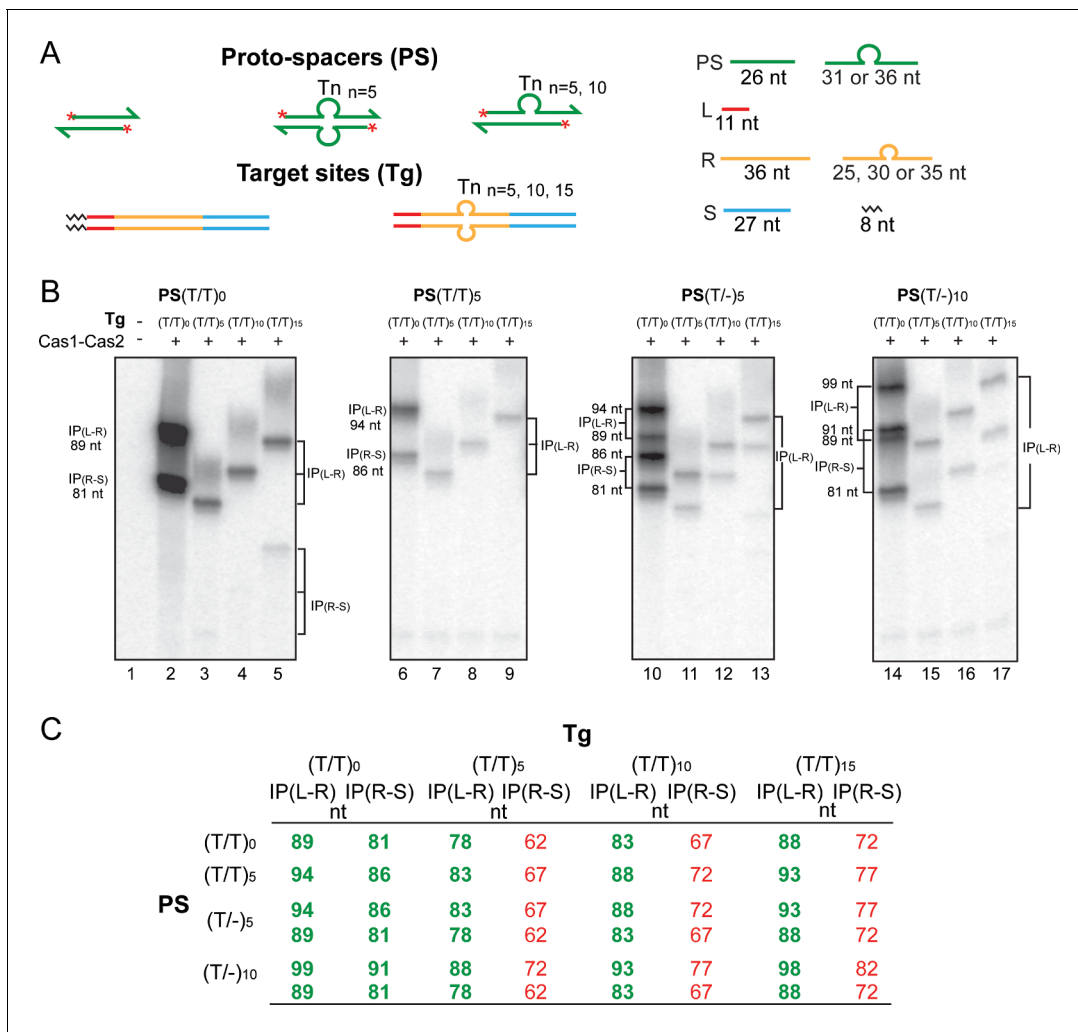 A
Proto-spacers (PS)
Tn n=5
Tn n=5, 10
PS 26 nt 31 or 36 nt
L 11 nt
Target sites (Tg)
Tn n=5, 10, 15
R 36 nt 25, 30 or 35 nt
S 27 nt 8 nt
B
PS(T/T)0 PS(T/T)5 PS(T/-)5 PS(T/-)10
Tg - (T/T)0 (T/T)5 (T/T)10 (T/T)15 (T/T)0 (T/T)5 (T/T)10 (T/T)15 (T/T)0 (T/T)5 (T/T)10 (T/T)15 (T/T)0 (T/T)5 (T/T)10 (T/T)15
Cas1-Cas2 - + + + + + + + + + + + + + + + +
IP(L-R)
89 nt
IP(R-S)
81 nt
IP(L-R)
IP(R-S)
IP(L-R)
94 nt
IP(R-S)
86 nt
IP(L-R)
94 nt
IP(L-R)
89 nt
86 nt
IP(R-S)
81 nt
IP(L-R)
99 nt
IP(L-R)
91 nt
89 nt
IP(R-S)
81 nt
IP(L-R)
1 2 3 4 5 6 7 8 9 10 11 12 13 14 15 16 17
C
Tg
(T/T)0 (T/T)5 (T/T)10 (T/T)15
IP(L-R) IP(R-S) IP(L-R) IP(R-S) IP(L-R) IP(R-S) IP(L-R) IP(R-S)
nt nt nt nt
(T/T)0 89 81 78 62 83 67 88 72
(T/T)5 94 86 83 67 88 72 93 77
PS
(T/-)5 94 86 83 67 88 72 93 77
89 81 78 62 83 67 88 72
(T/-)10 99 91 88 72 93 77 98 82
89 81 78 62 83 67 88 72